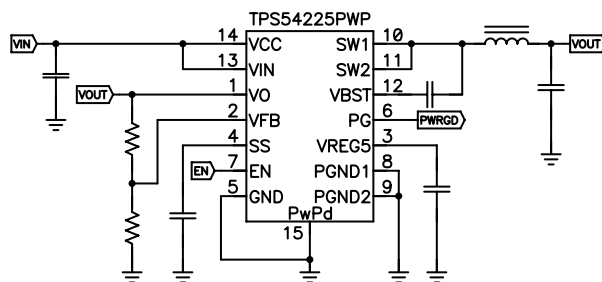 TPS54225PWP
VIN 14 VCC SW1 10 VOUT
13 VIN SW2 11
VOUT 1 VO VBST 12
2 VFB PG 6 PWRGD
4 SS VREG5 3
EN 7 EN PGND1 8
5 GND PGND2 9
PwPd
15